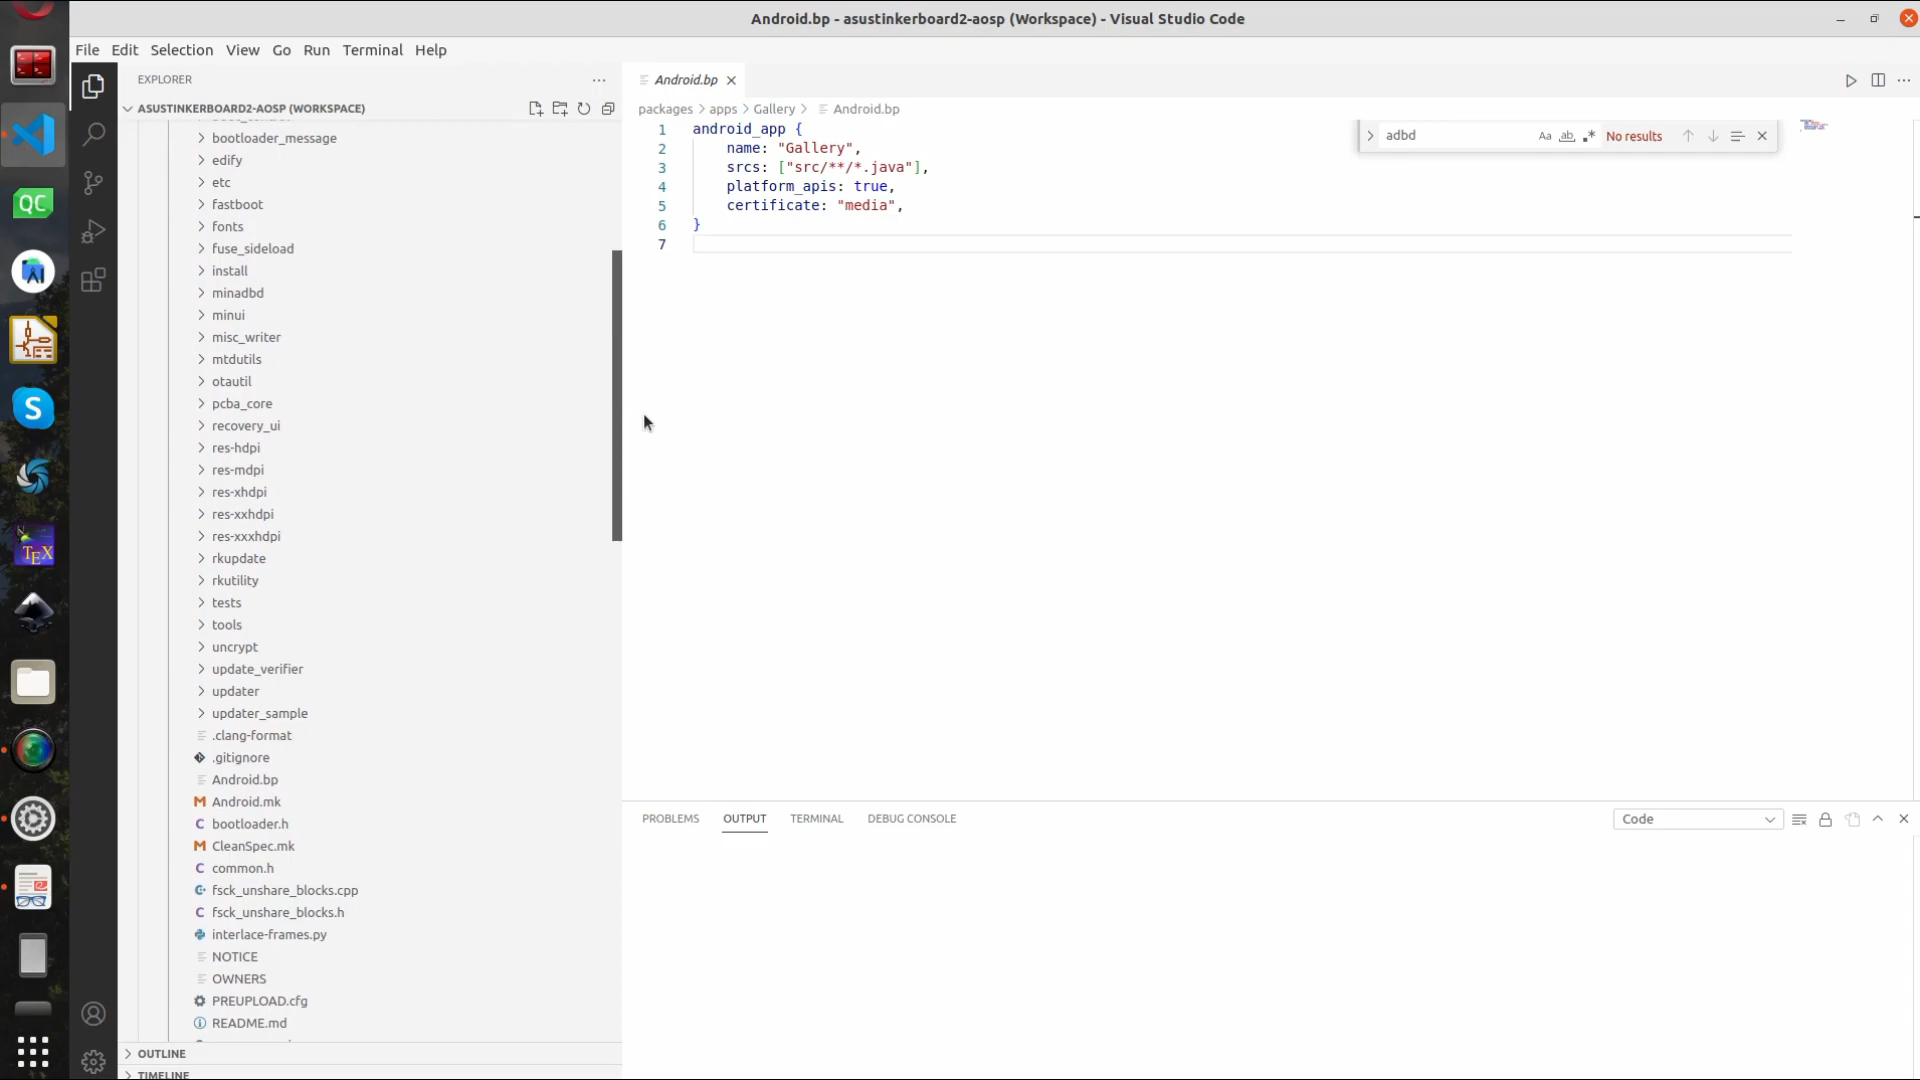 Android.bp - asustinkerboard2-aosp (Workspace) - Visual Studio Code
File Edit Selection View Go Run Terminal Help
EXPLORER
ASUSTINKERBOARD2-AOSP (WORKSPACE)
bootloader_message
edify
etc
fastboot
fonts
fuse_sideload
install
minadbd
minui
misc_writer
mtdutils
otautil
pcba_core
recovery_ui
res-hdpi
res-mdpi
res-xhdpi
res-xxhdpi
res-xxxhdpi
rkupdate
rkutility
tests
tools
uncrypt
update_verifier
updater
updater_sample
.clang-format
.gitignore
Android.bp
M Android.mk
C bootloader.h
M CleanSpec.mk
C common.h
fsck_unshare_blocks.cpp
C fsck_unshare_blocks.h
interlace-frames.py
NOTICE
OWNERS
PREUPLOAD.cfg
README.md
OUTLINE
TIMELINE
Android.bp
packages > apps > Gallery > Android.bp
1 android_app {
2 name: "Gallery",
3 srcs: ["src/**/*.java"],
4 platform_apis: true,
5 certificate: "media",
6 }
7
adbd Aa ab .* No results
PROBLEMS OUTPUT TERMINAL DEBUG CONSOLE
Code
QC
S
TEX